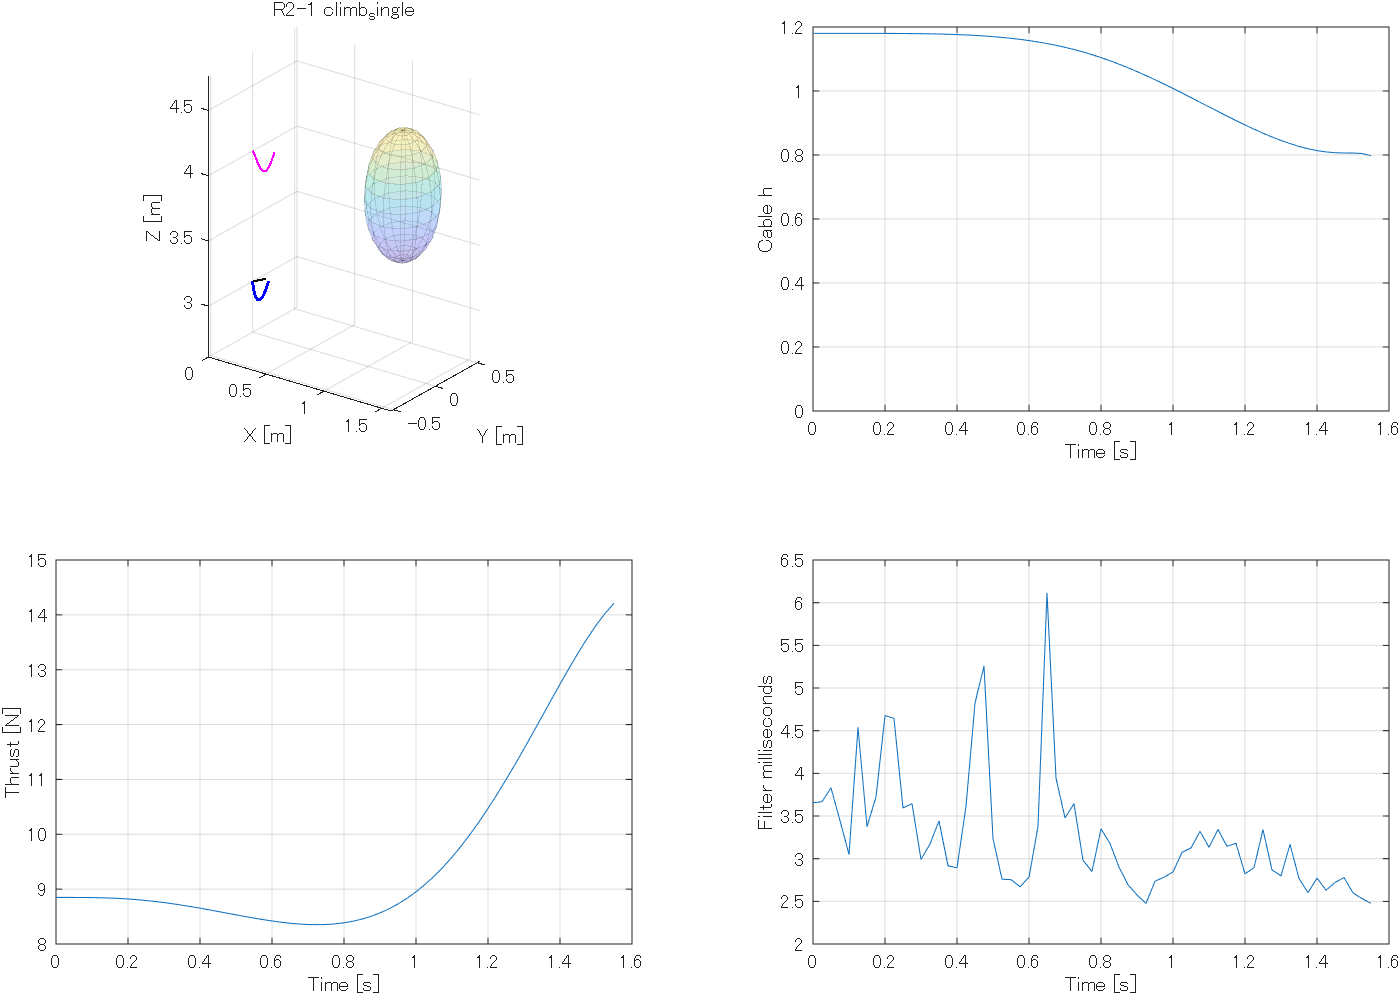 R2-1 climbsingle
4.5
4
3.5
3
Z [m]
0
0.5
1
1.5
X [m]
-0.5
0
0.5
Y [m]
1.2
1
0.8
0.6
0.4
0.2
0
Cable h
0 0.2 0.4 0.6 0.8 1 1.2 1.4 1.6
Time [s]
15
14
13
12
11
10
9
8
Thrust [N]
0 0.2 0.4 0.6 0.8 1 1.2 1.4 1.6
Time [s]
6.5
6
5.5
5
4.5
4
3.5
3
2.5
2
Filter milliseconds
0 0.2 0.4 0.6 0.8 1 1.2 1.4 1.6
Time [s]